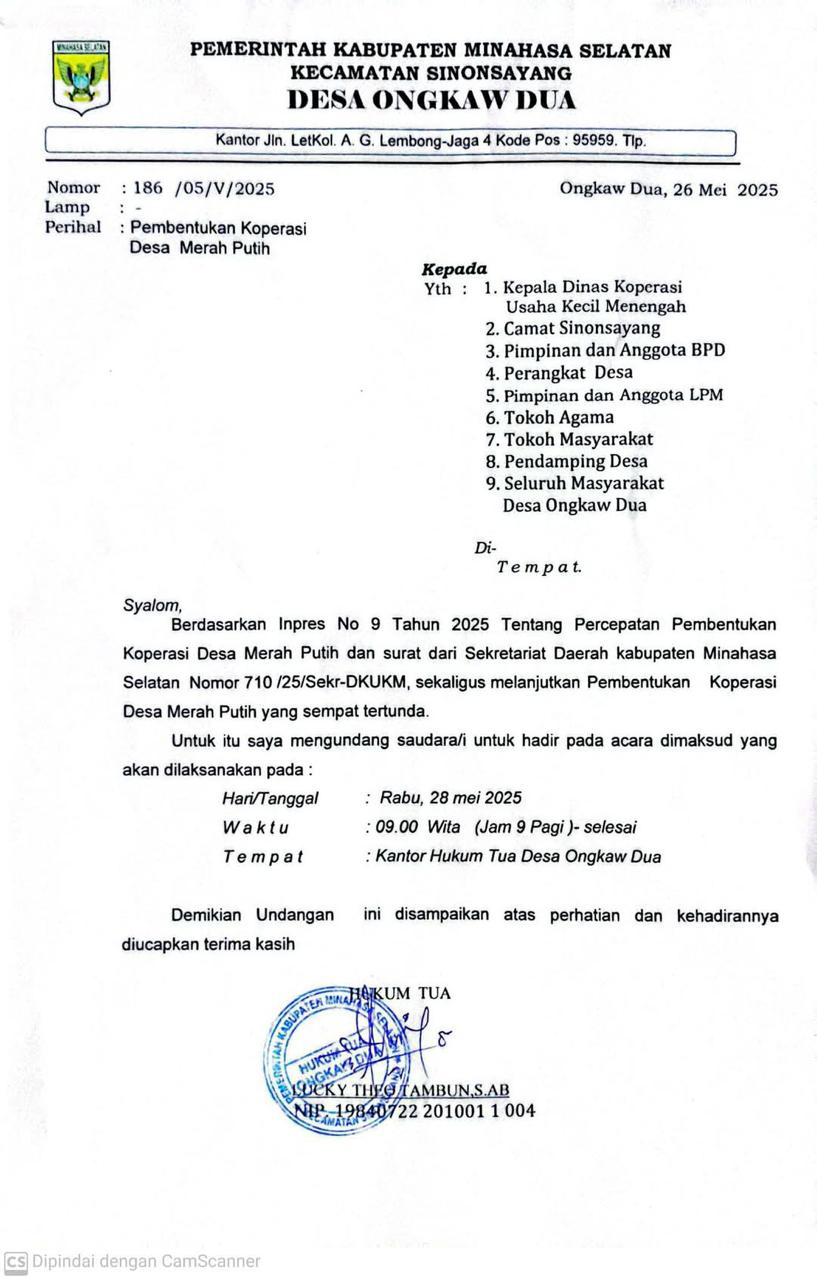 MINAHASA SELATAN
PEMERINTAH KABUPATEN MINAHASA SELATAN
KECAMATAN SINONSAYANG
DESA ONGKAW DUA
Kantor Jln. LetKol. A. G. Lembong-Jaga 4 Kode Pos : 95959. Tlp.
Nomor : 186 /05/V/2025
Ongkaw Dua, 26 Mei 2025
Lamp : -
Perihal : Pembentukan Koperasi
Desa Merah Putih
Kepada
Yth : 1. Kepala Dinas Koperasi
Usaha Kecil Menengah
2. Camat Sinonsayang
3. Pimpinan dan Anggota BPD
4. Perangkat Desa
5. Pimpinan dan Anggota LPM
6. Tokoh Agama
7. Tokoh Masyarakat
8. Pendamping Desa
9. Seluruh Masyarakat
Desa Ongkaw Dua
Di-
T e m p a t.
Syalom,
Berdasarkan Inpres No 9 Tahun 2025 Tentang Percepatan Pembentukan
Koperasi Desa Merah Putih dan surat dari Sekretariat Daerah kabupaten Minahasa
Selatan Nomor 710 /25/Sekr-DKUKM, sekaligus melanjutkan Pembentukan Koperasi
Desa Merah Putih yang sempat tertunda.
Untuk itu saya mengundang saudara/i untuk hadir pada acara dimaksud yang
akan dilaksanakan pada :
Hari/Tanggal : Rabu, 28 mei 2025
W a k t u : 09.00 Wita (Jam 9 Pagi )- selesai
T e m p a t : Kantor Hukum Tua Desa Ongkaw Dua
Demikian Undangan ini disampaikan atas perhatian dan kehadirannya
diucapkan terima kasih
HUKUM TUA
PEMERINTAH KABUPATEN MINAHASA SELATAN
HUKUM TUA
ONGKAW DUA
KECAMATAN
LUCKY THEO TAMBUN,S.AB
NIP. 19840722 201001 1 004
CS Dipindai dengan CamScanner